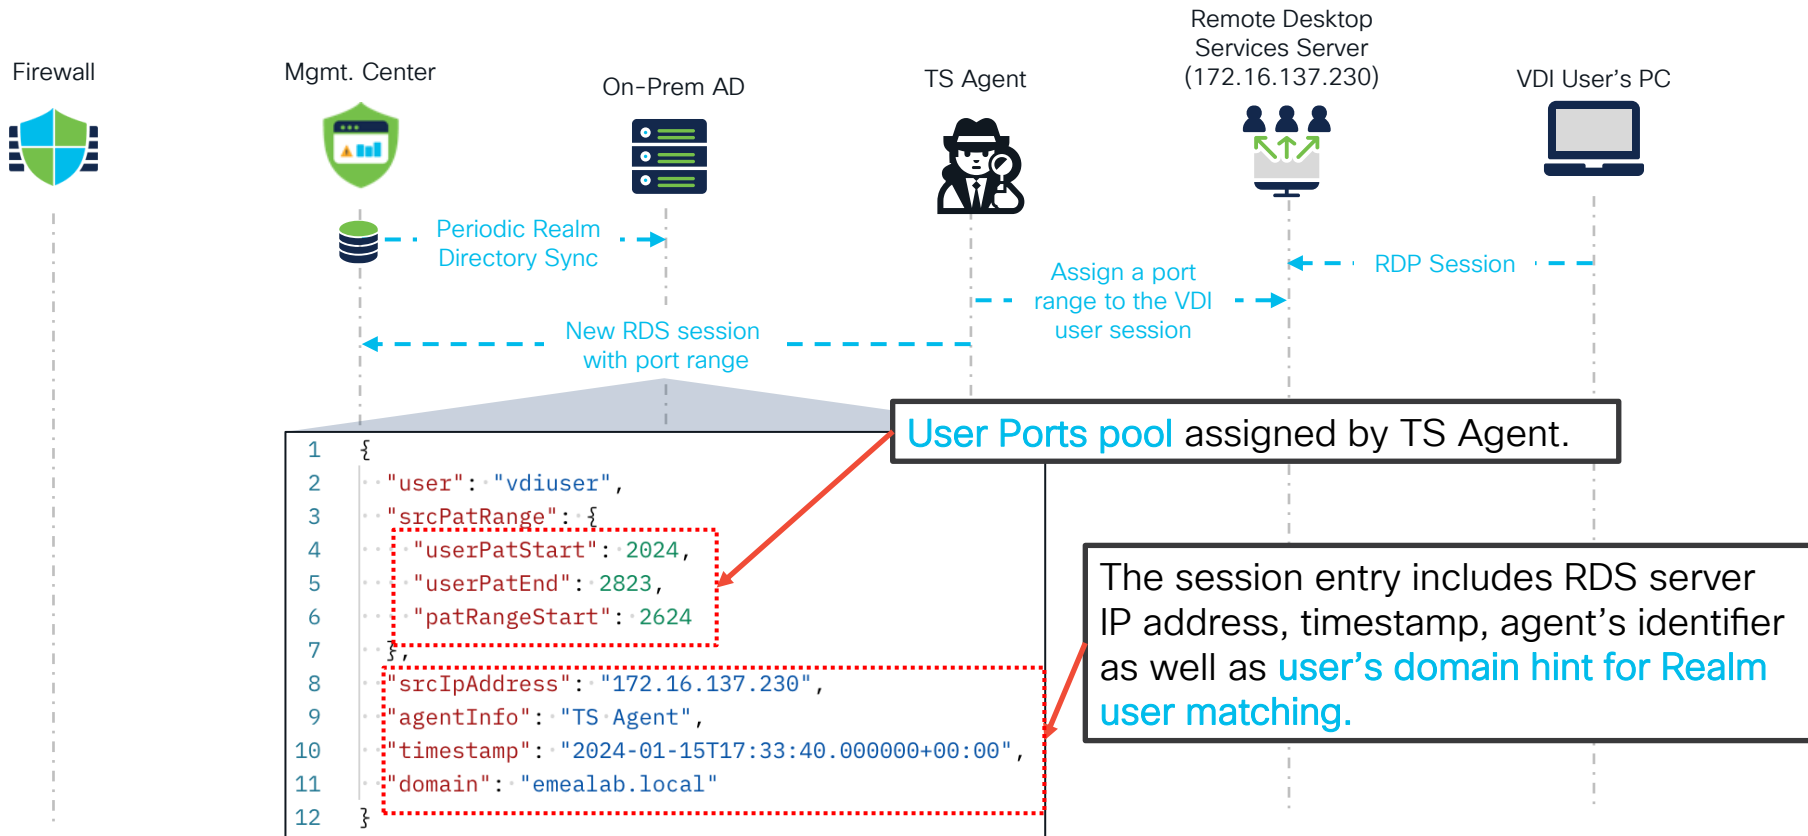 Firewall
Mgmt. Center
On-Prem AD
TS Agent
Remote Desktop
Services Server
(172.16.137.230)
VDI User's PC
Periodic Realm
Directory Sync
RDP Session
Assign a port
range to the VDI
user session
New RDS session
with port range
User Ports pool assigned by TS Agent.
1 {
2 "user": "vdiuser",
3 "srcPatRange": {
4 "userPatStart": 2024,
5 "userPatEnd": 2823,
6 "patRangeStart": 2624
7 },
8 "srcIpAddress": "172.16.137.230",
9 "agentInfo": "TS Agent",
10 "timestamp": "2024-01-15T17:33:40.000000+00:00",
11 "domain": "emealab.local"
12 }
The session entry includes RDS server
IP address, timestamp, agent's identifier
as well as user's domain hint for Realm
user matching.